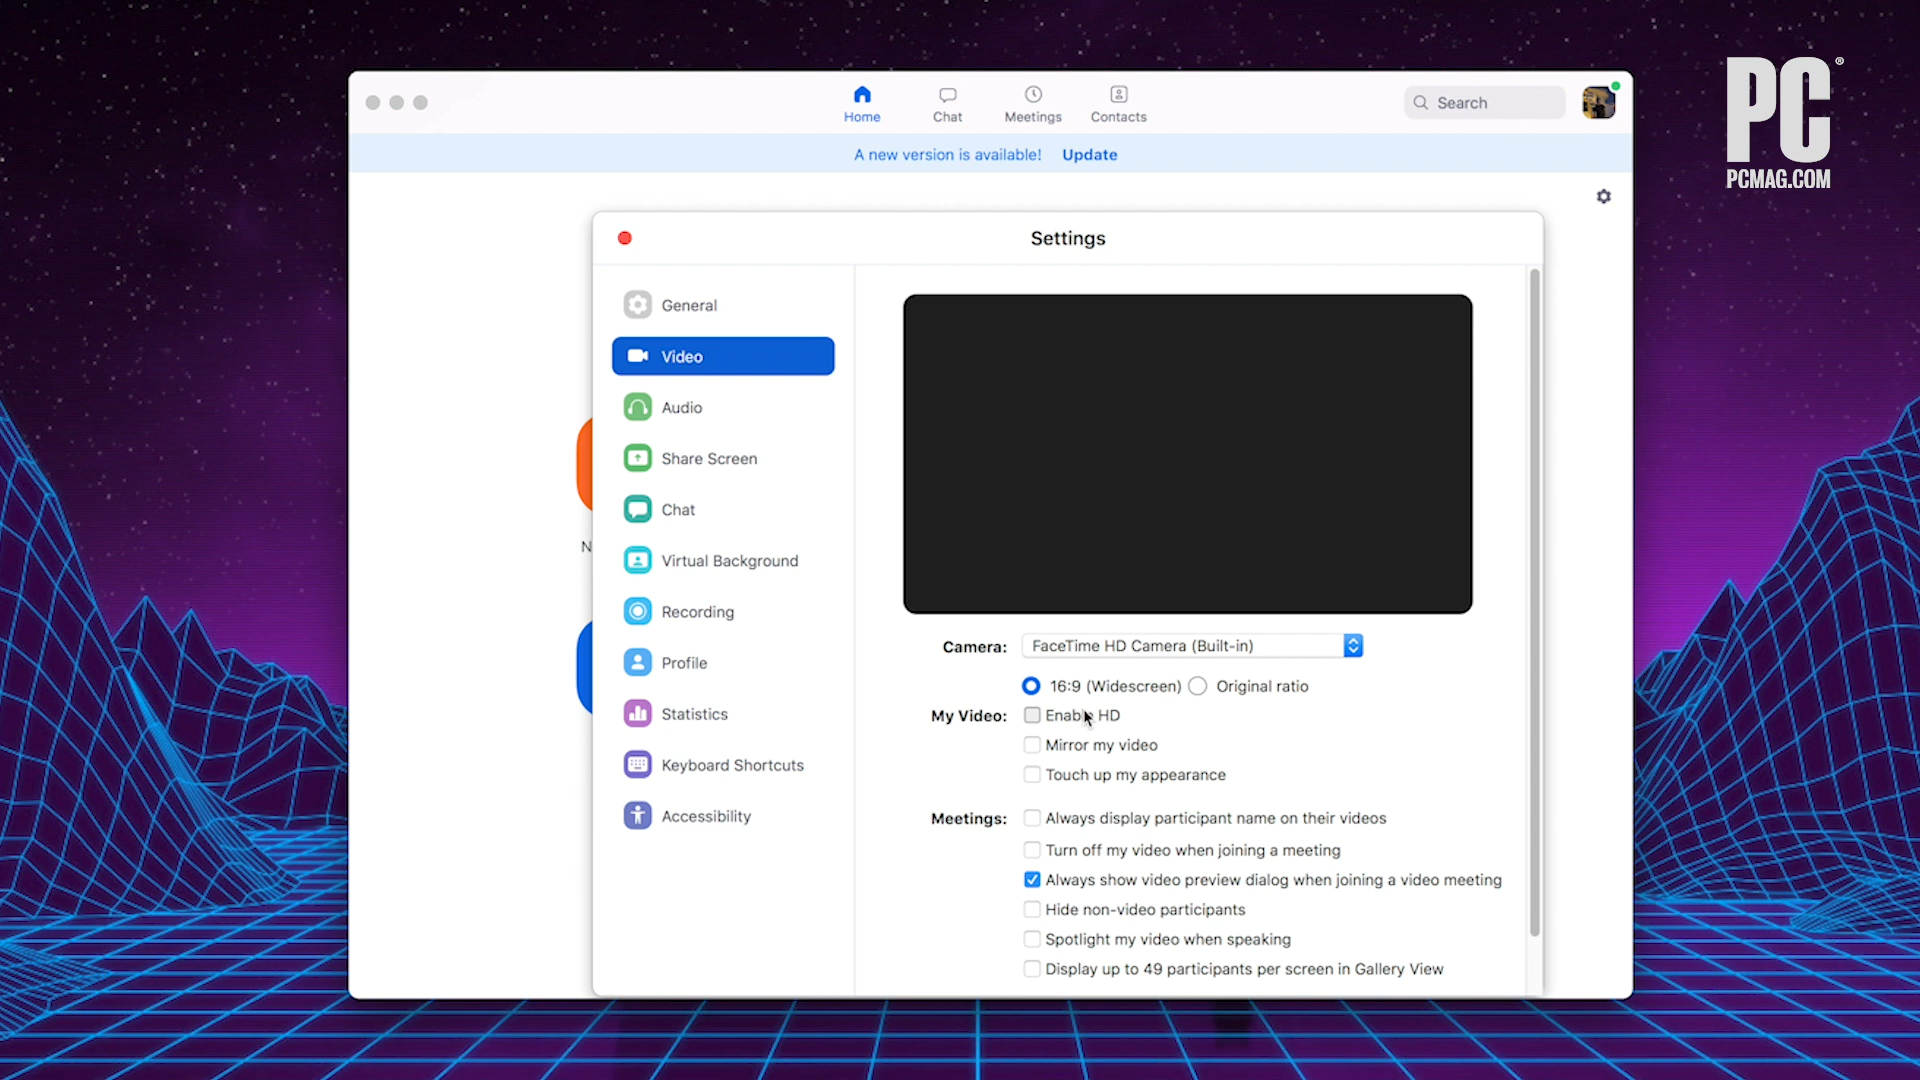 PC®
PCMAG.COM
Home
Chat
Meetings
Contacts
Search
A new version is available! Update
Settings
General
Video
Audio
Share Screen
Chat
N
Virtual Background
Recording
Profile
Statistics
Keyboard Shortcuts
Accessibility
Camera: FaceTime HD Camera (Built-in)
16:9 (Widescreen) Original ratio
My Video: Enable HD
Mirror my video
Touch up my appearance
Meetings: Always display participant name on their videos
Turn off my video when joining a meeting
Always show video preview dialog when joining a video meeting
Hide non-video participants
Spotlight my video when speaking
Display up to 49 participants per screen in Gallery View